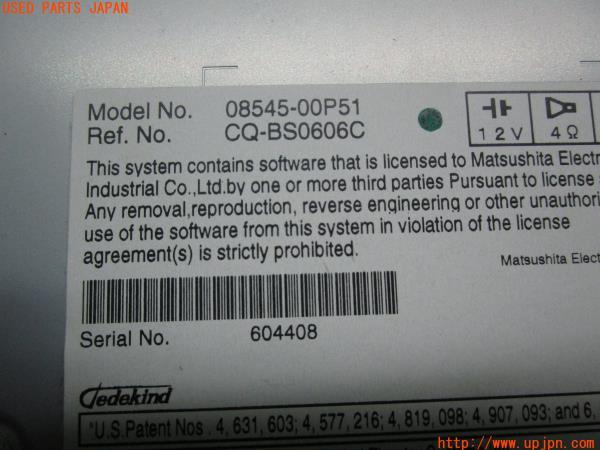 USED PARTS JAPAN
Model No. 08545-00P51
Ref. No. CQ-BS0606C
12V
4Ω
This system contains software that is licensed to Matsushita Electr
Industrial Co.,Ltd.by one or more third parties Pursuant to license
Any removal,reproduction, reverse engineering or other unauthori
use of the software from this system in violation of the license
agreement(s) is strictly prohibited.
Matsushita Elect
Serial No. 604408
Jedekind
*U.S.Patent Nos . 4, 631, 603; 4, 577, 216; 4, 819, 098; 4, 907, 093; and 6,
http://www.upjpn.com/